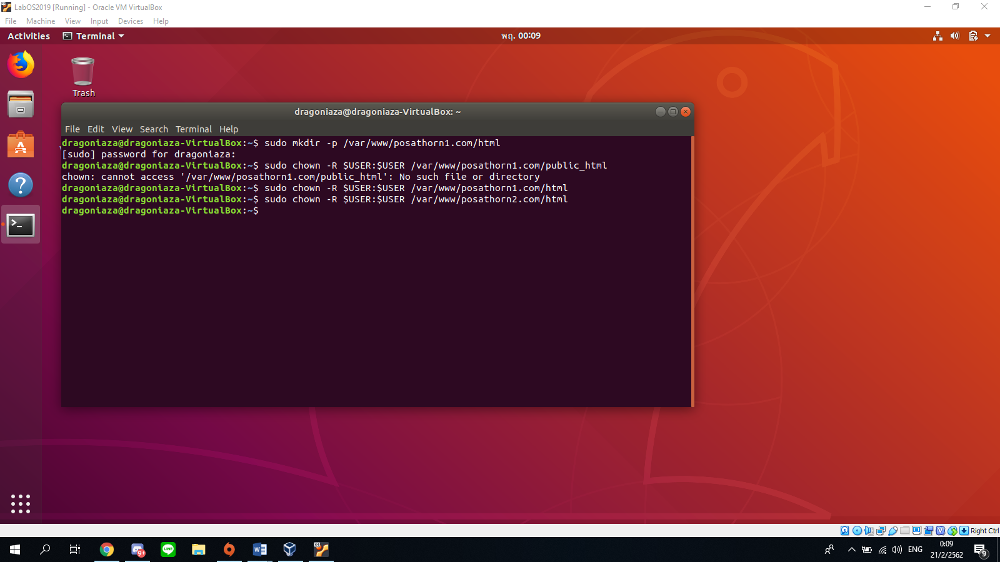 LabOS2019 [Running] - Oracle VM VirtualBox
File Machine View Input Devices Help
Activities Terminal พฤ. 00:09
Trash
dragoniaza@dragoniaza-VirtualBox: ~
File Edit View Search Terminal Help
dragoniaza@dragoniaza-VirtualBox:~$ sudo mkdir -p /var/www/posathorn1.com/html
[sudo] password for dragoniaza:
dragoniaza@dragoniaza-VirtualBox:~$ sudo chown -R $USER:$USER /var/www/posathorn1.com/public_html
chown: cannot access '/var/www/posathorn1.com/public_html': No such file or directory
dragoniaza@dragoniaza-VirtualBox:~$ sudo chown -R $USER:$USER /var/www/posathorn1.com/html
dragoniaza@dragoniaza-VirtualBox:~$ sudo chown -R $USER:$USER /var/www/posathorn2.com/html
dragoniaza@dragoniaza-VirtualBox:~$
Right Ctrl
9+
LINE
W
64
ENG
0:09
21/2/2562
9